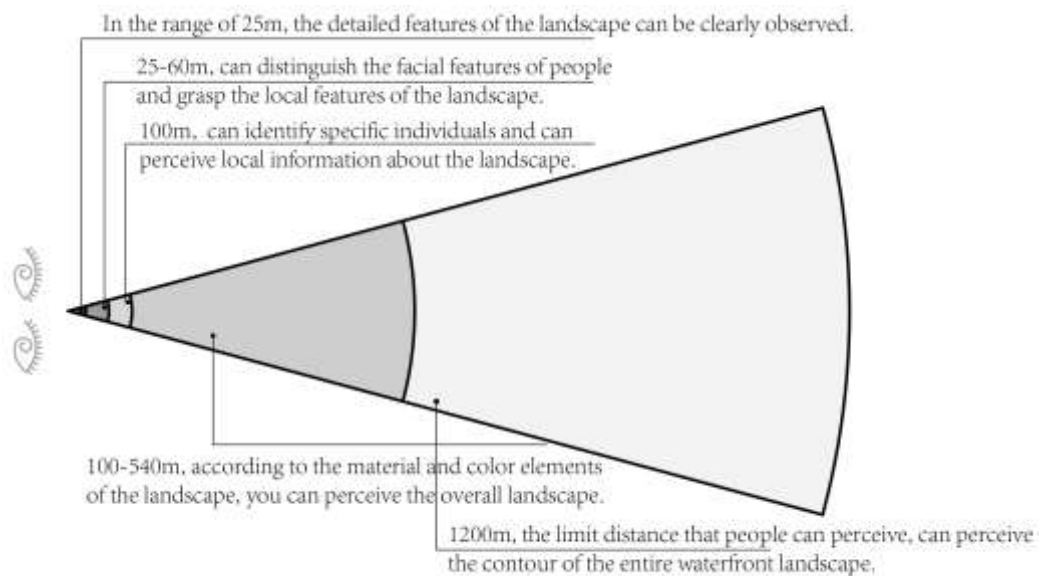 In the range of 25m, the detailed features of the landscape can be clearly observed.
25-60m, can distinguish the facial features of people
and grasp the local features of the landscape.
100m, can identify specific individuals and can
perceive local information about the landscape.
100-540m, according to the material and color elements
of the landscape, you can perceive the overall landscape.
1200m, the limit distance that people can perceive, can perceive
the contour of the entire waterfront landscape.